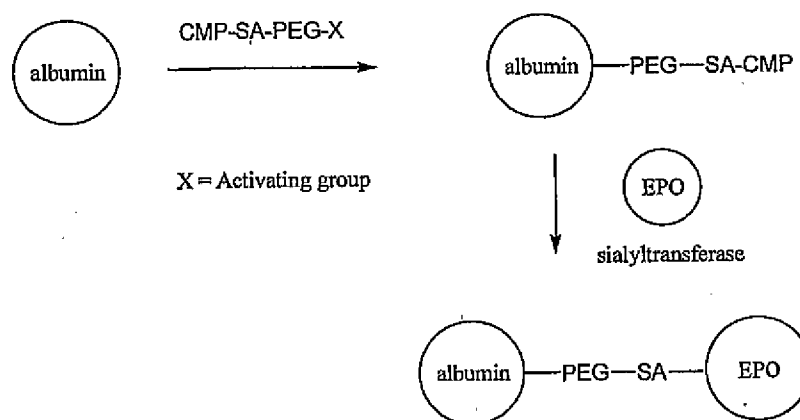 CMP-SA-PEG-X
albumin
albumin—PEG—SA-CMP
X = Activating group
EPO
sialyltransferase
albumin—PEG—SA—EPO